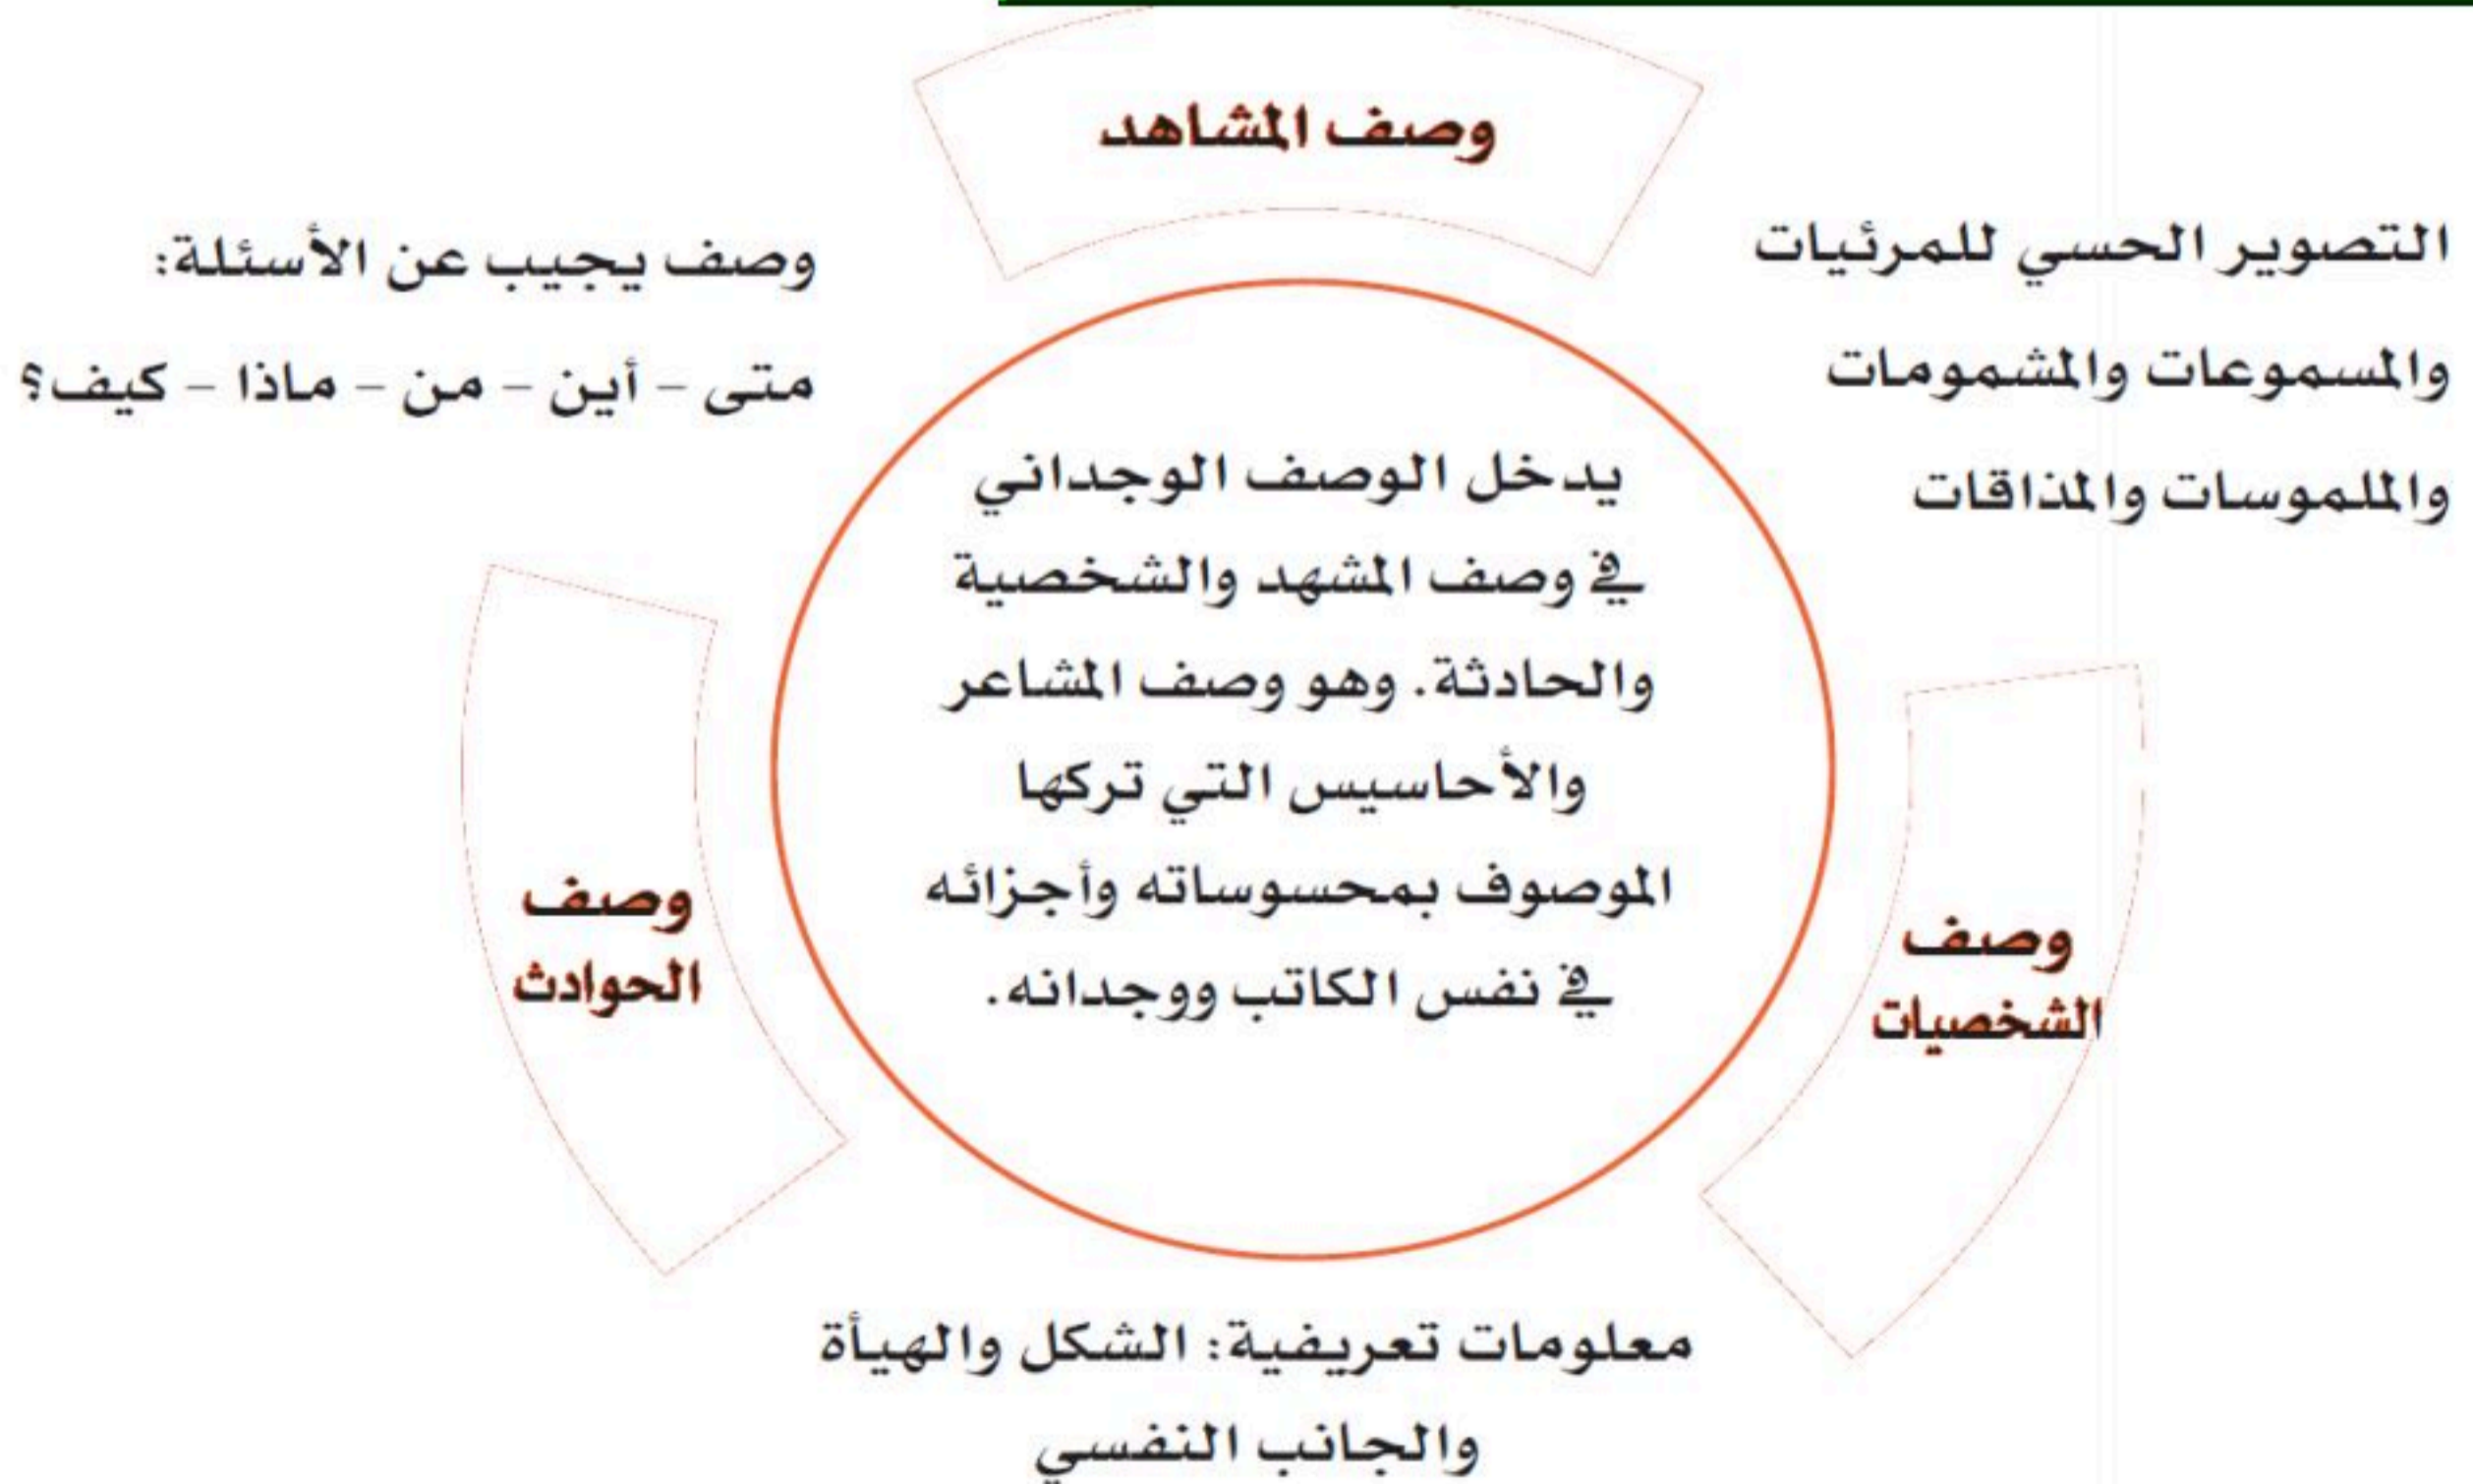 وصف المشاهد
التصوير الحسي للمرئيات
والمسموعات والمشمومات
والملموسات والمذاقات
وصف يجيب عن الأسئلة:
متى – أين – من – ماذا – كيف؟
يدخل الوصف الوجداني
في وصف المشهد والشخصية
والحادثة. وهو وصف المشاعر
والأحاسيس التي تركها
الموصوف بمحسوساته وأجزائه
في نفس الكاتب ووجدانه.
وصف
الشخصيات
وصف
الحوادث
معلومات تعريفية: الشكل والهيأة
والجانب النفسي